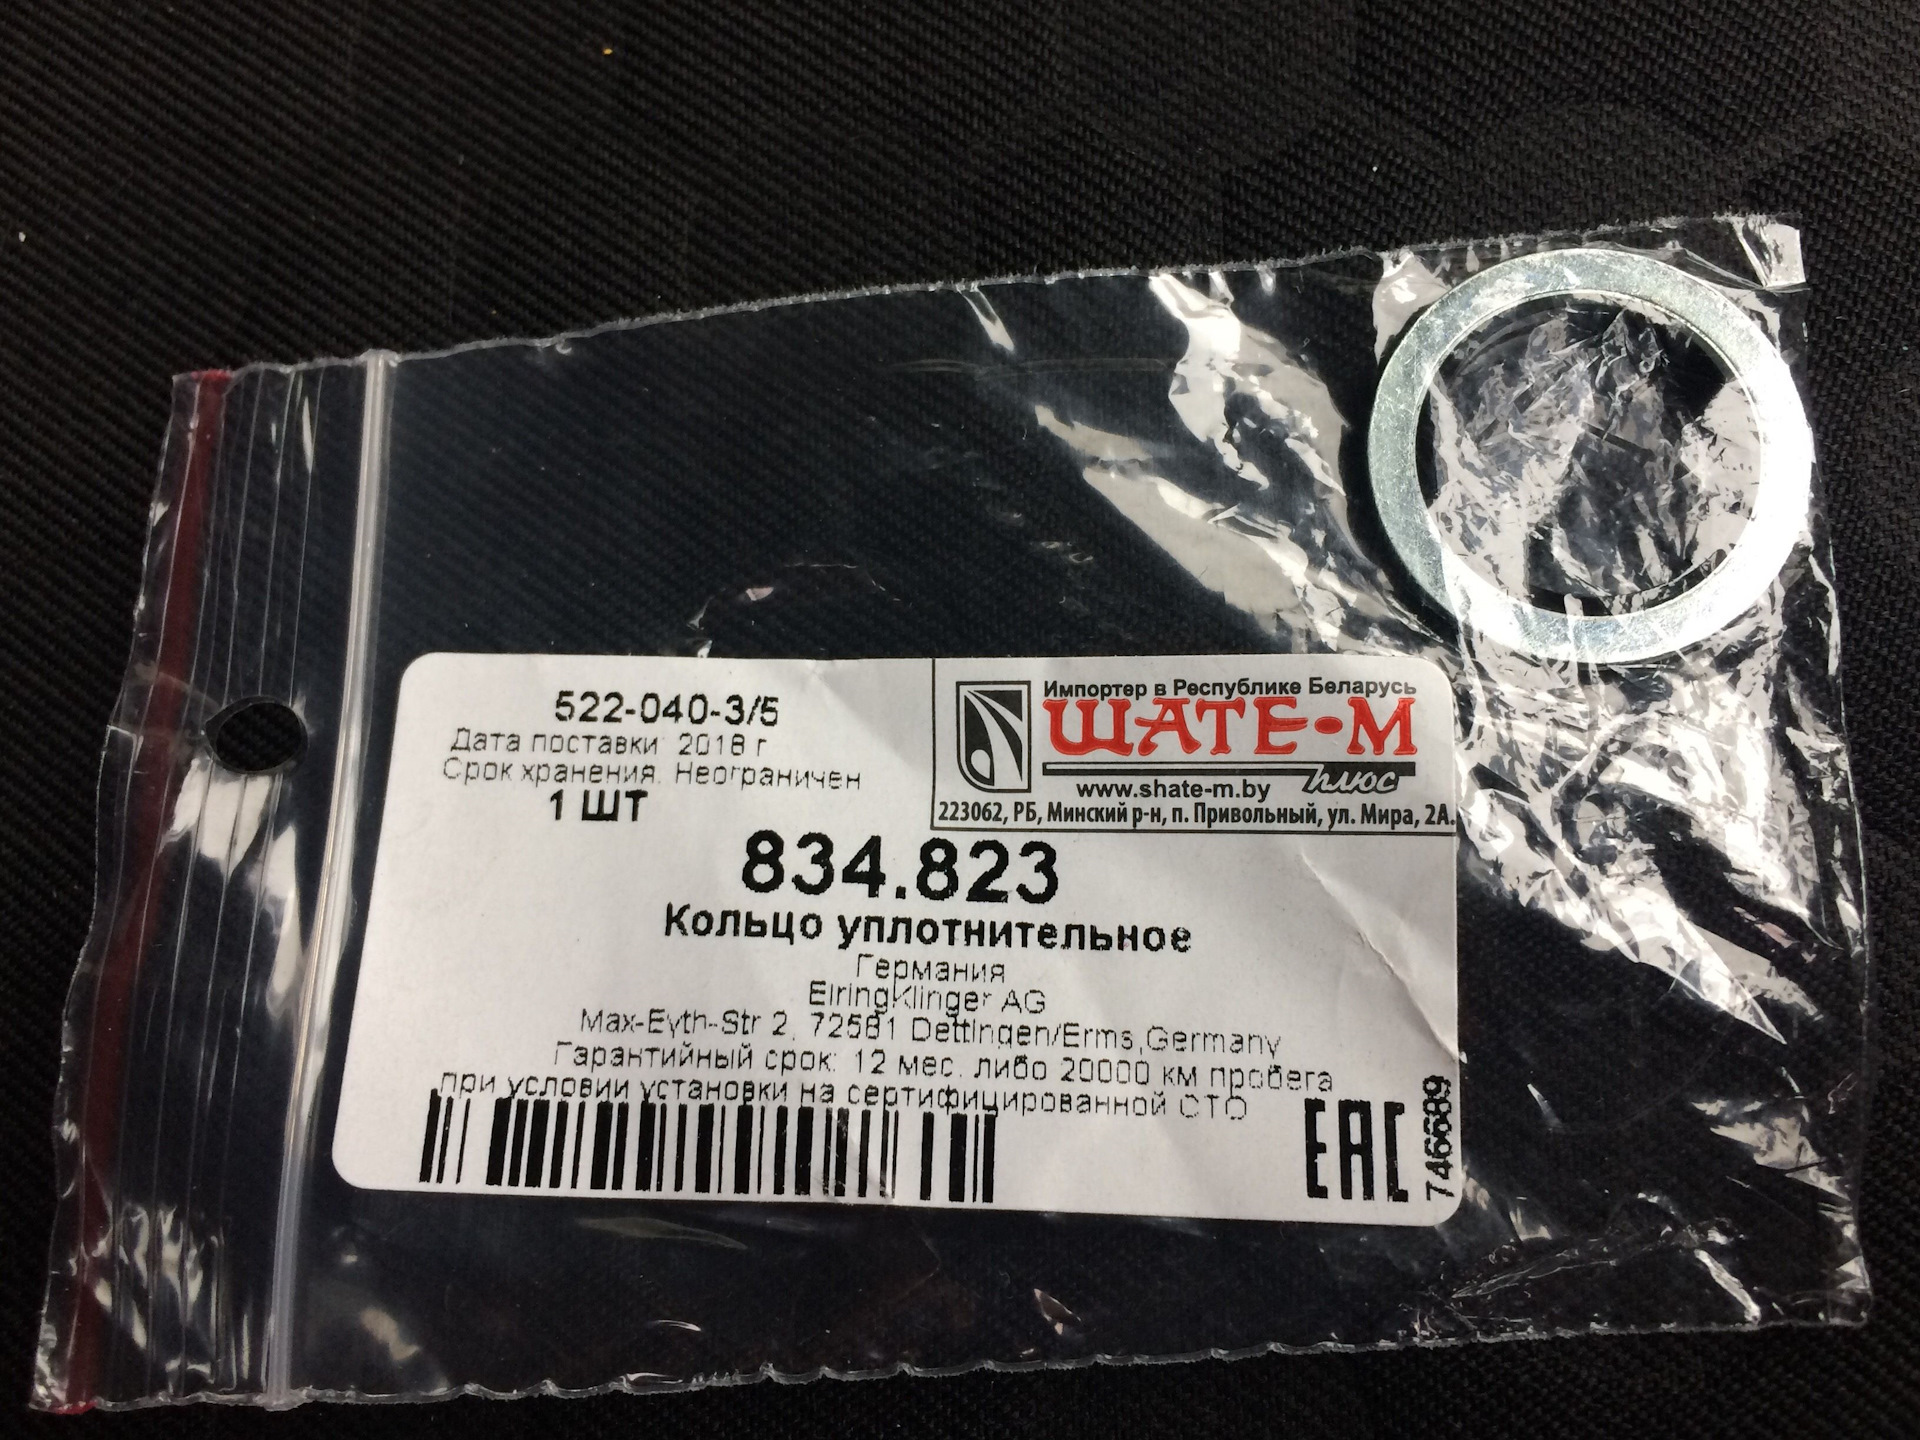 522-040-3/5
Дата поставки: 2018 г
Срок хранения: Неограничен
1 ШТ
Импортер в Республике Беларусь
ШАТЕ-М
плюс
www.shate-m.by
223062, РБ, Минский р-н, п. Привольный, ул. Мира, 2А.
834.823
Кольцо уплотнительное
Германия
ElringKlinger AG
Max-Eyth-Str 2, 72581 Dettingen/Erms,Germany
Гарантийный срок: 12 мес. либо 20000 км пробега
при условии установки на сертифицированной СТО
EAC
746689